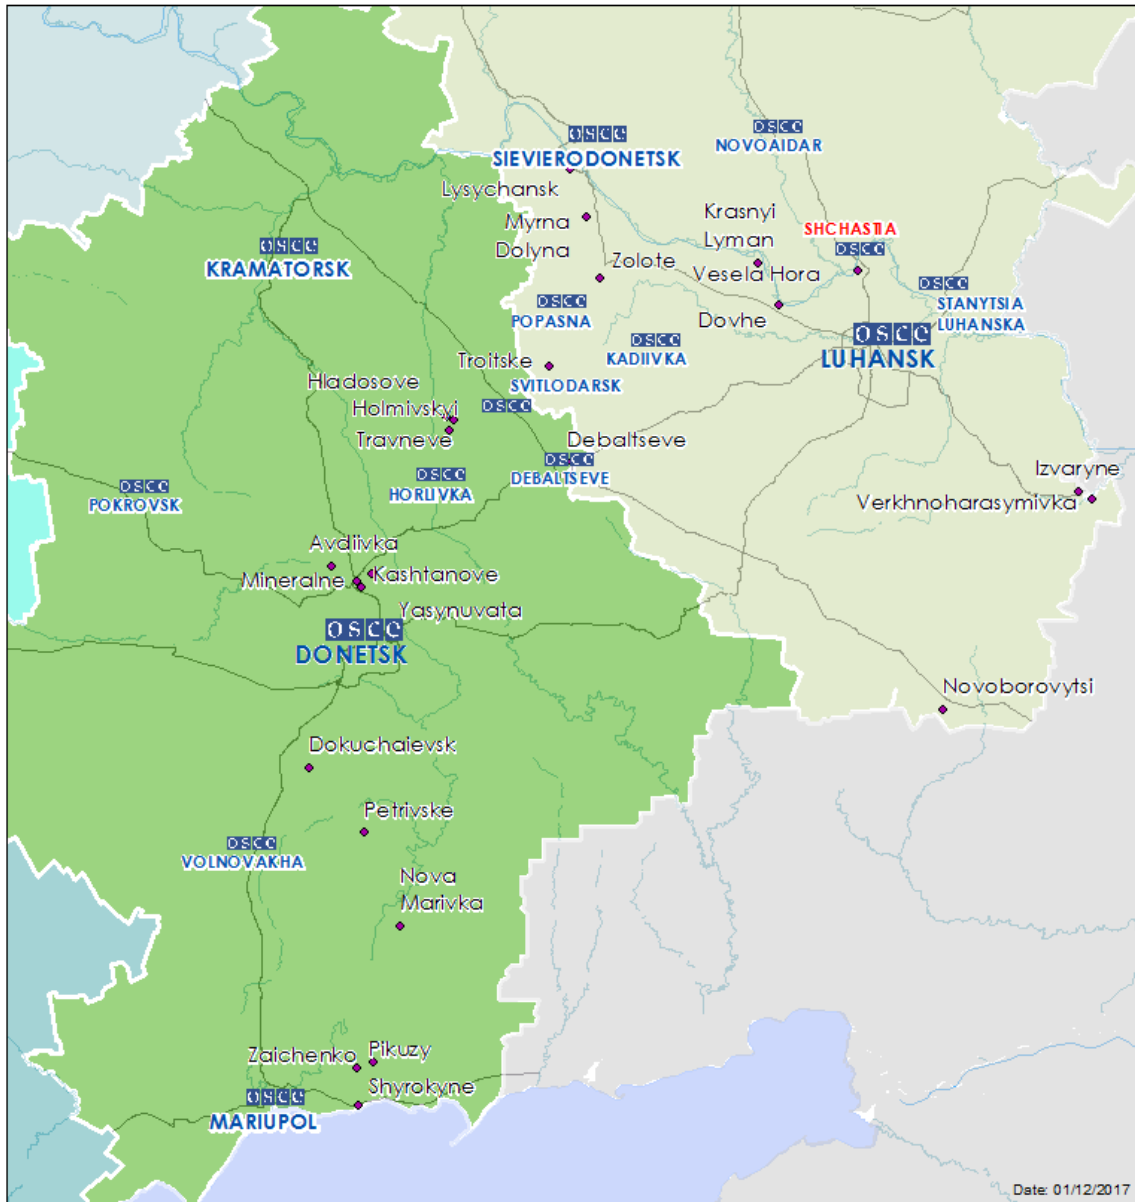 OSCE
NOVOAIDAR
OSCE
SIEVIERODONETSK
Lysychansk
Myrna
Dolyna
Krasnyi
Lyman
SHCHASTIA
OSCE
OSCE
KRAMATORSK
Zolote
Vesela Hora
OSCE
STANYTSIA
LUHANSKA
OSCE
POPASNA
Dovhe
OSCE
LUHANSK
OSCE
KADIIVKA
Troitske
SVITLODARSK
OSCE
Hladosove
Holmivskyi
Travneve
Debaltseve
OSCE
DEBALTSEVE
OSCE
HORLIVKA
OSCE
POKROVSK
Izvaryne
Verkhnoharasymivka
Avdiivka
Kashtanove
Mineralne
Yasynuvata
OSCE
DONETSK
Novoborovytsi
Dokuchaievsk
Petrivske
OSCE
VOLNOVAKHA
Nova
Marivka
Zaichenko
Pikuzy
Shyrokyne
OSCE
MARIUPOL
Date: 01/12/2017